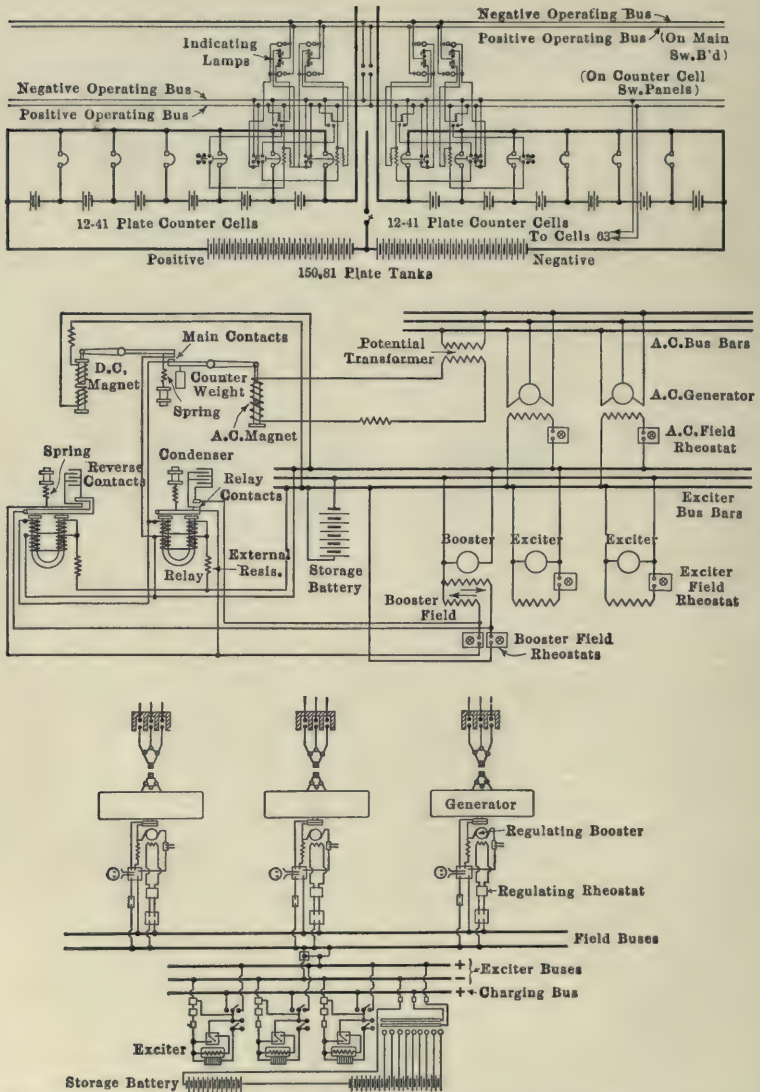 Negative Operating Bus
Positive Operating Bus (On Main
Sw.B'd)
Indicating
Lamps
(On Counter Cell
Sw.Panels)
Negative Operating Bus
Positive Operating Bus
12-41 Plate Counter Cells
12-41 Plate Counter Cells
To Cells 63
Positive
Negative
150,81 Plate Tanks
Main Contacts
D.C.
Magnet
Counter
Weight
Spring
A.C.Magnet
Potential
Transformer
A.C.Bus Bars
A.C.Generator
A.C.Field
Rheostat
Spring
Reverse
Contacts
Condenser
Relay
Contacts
Exciter
Bus Bars
External
Resis.
Relay
Storage
Battery
Booster
Exciter
Exciter
Booster
Field
Exciter
Field
Rheostat
Booster Field
Rheostats
Generator
Regulating Booster
Regulating Rheostat
Field Buses
+
Exciter Buses
−
+ Charging Bus
Exciter
Storage Battery